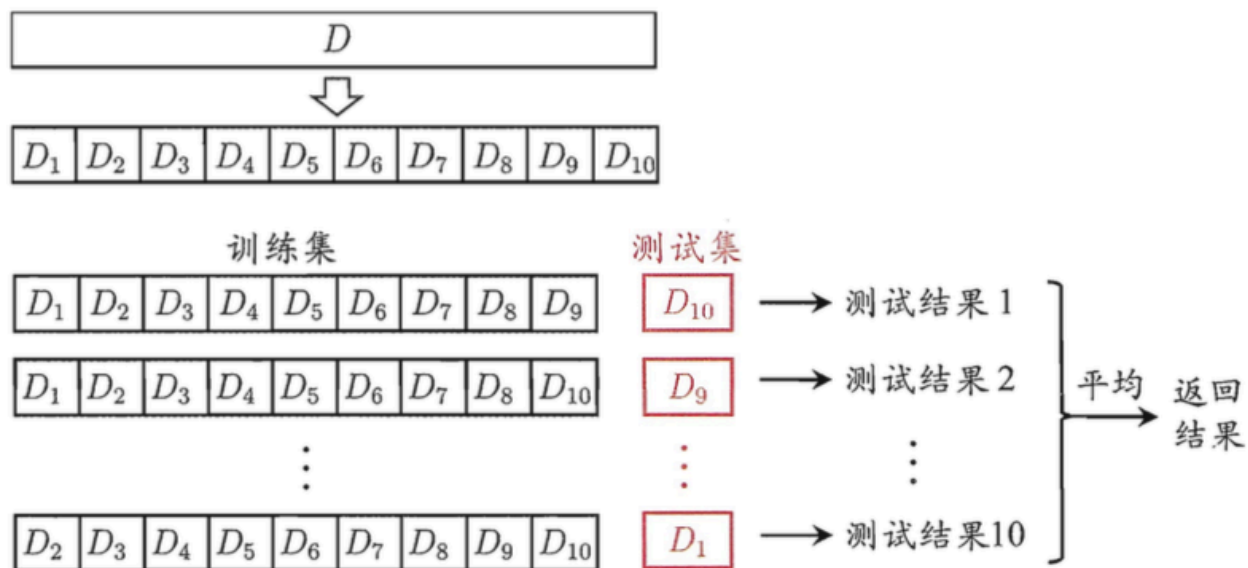 D
D₁ D₂ D₃ D₄ D₅ D₆ D₇ D₈ D₉ D₁₀
训练集 测试集
D₁ D₂ D₃ D₄ D₅ D₆ D₇ D₈ D₉ D₁₀ 测试结果 1
D₁ D₂ D₃ D₄ D₅ D₆ D₇ D₈ D₁₀ D₉ 测试结果 2
平均 返回
结果
D₂ D₃ D₄ D₅ D₆ D₇ D₈ D₉ D₁₀ D₁ 测试结果10